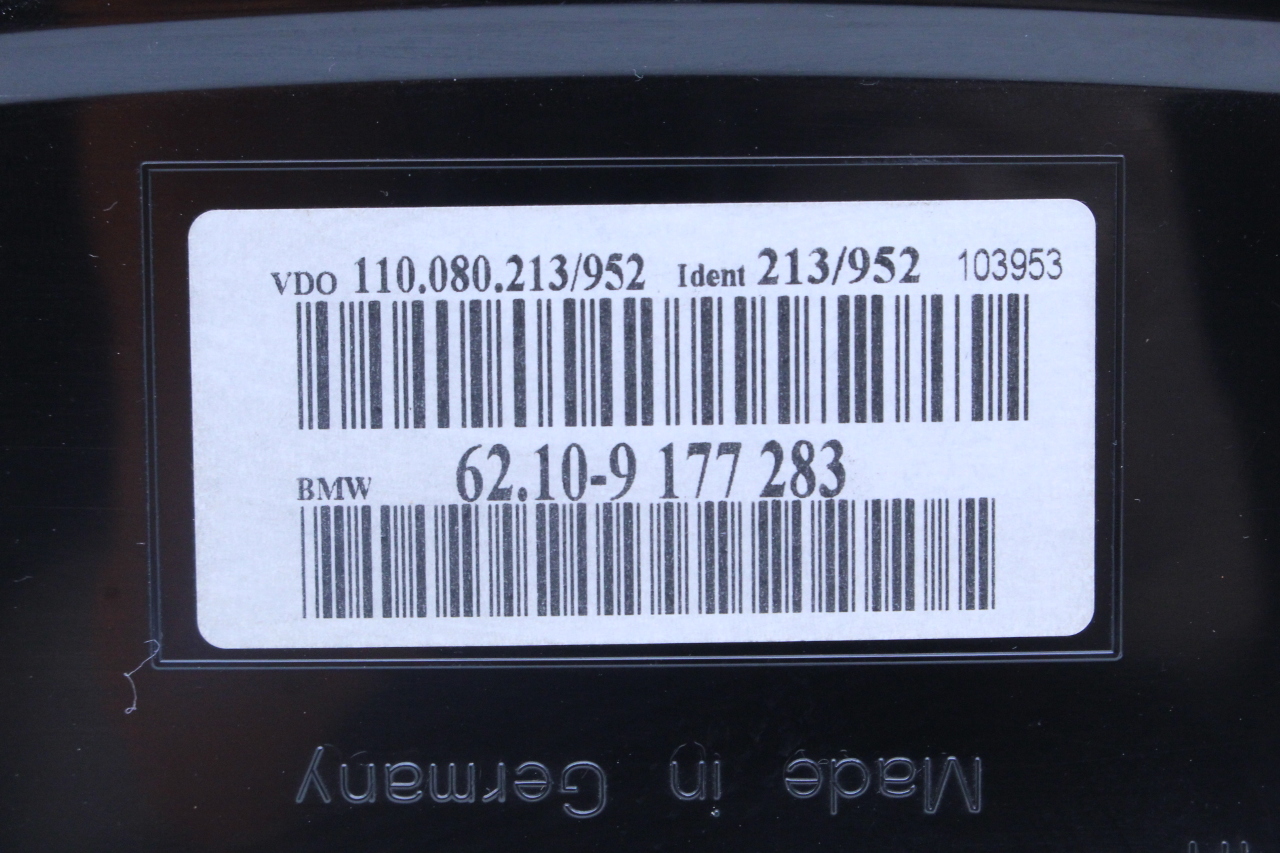 VDO 110.080.213/952 Ident 213/952 103953
BMW 62.10-9 177 283
Made in Germany